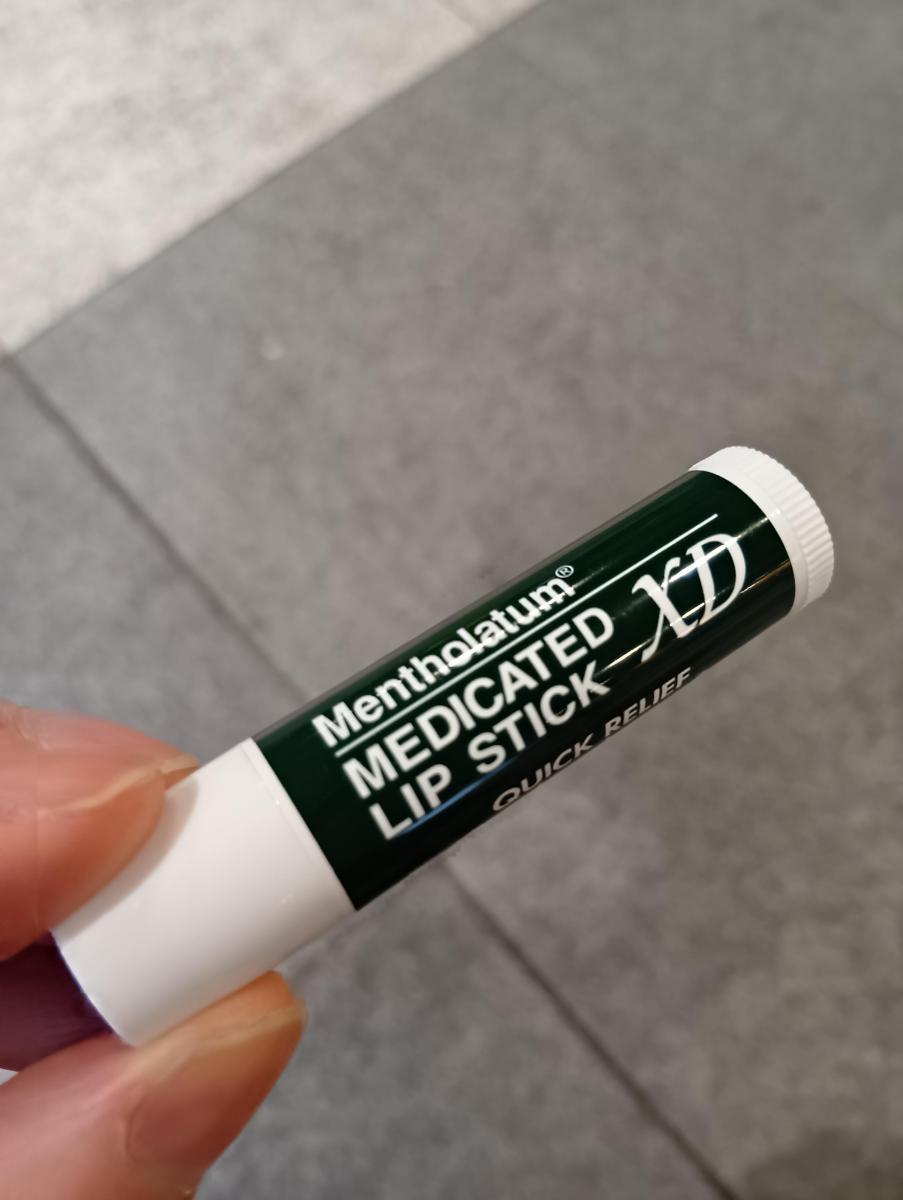 Mentholatum®
MEDICATED
LIP STICK
XD
QUICK RELIEF